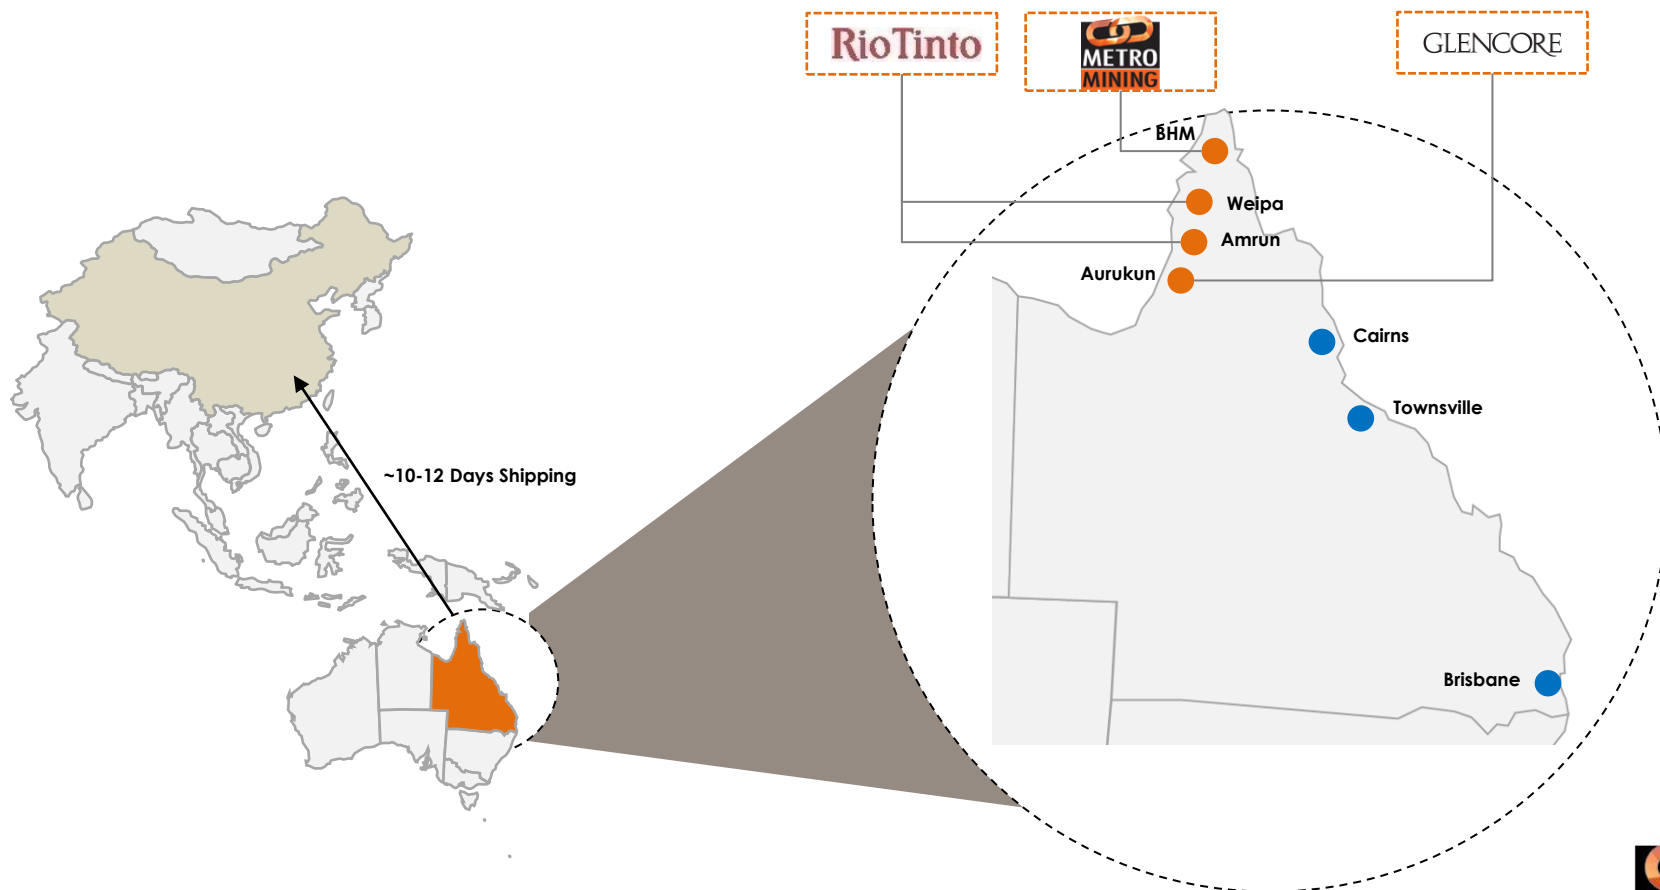 RioTinto
METRO
MINING
GLENCORE
BHM
Weipa
Amrun
Aurukun
Cairns
Townsville
~10-12 Days Shipping
Brisbane